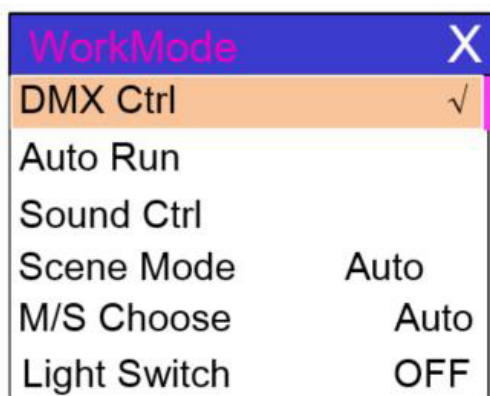 WorkMode X
DMX Ctrl √
Auto Run
Sound Ctrl
Scene Mode Auto
M/S Choose Auto
Light Switch OFF